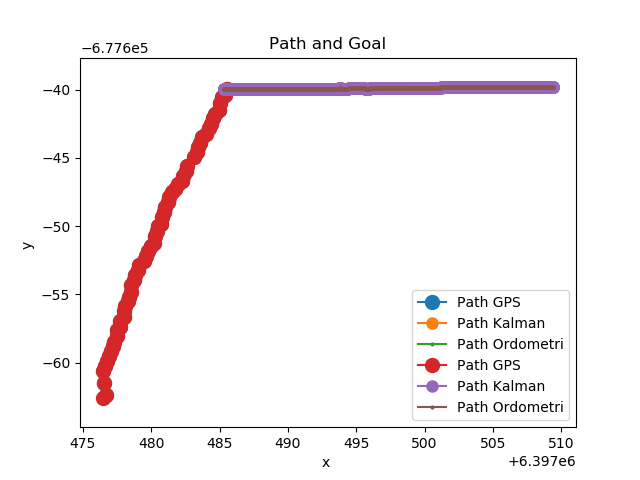 Path and Goal
−6.776e5
−40
−45
−50
−55
−60
y
475
480
485
490
495
500
505
510
x
+6.397e6
Path GPS
Path Kalman
Path Ordometri
Path GPS
Path Kalman
Path Ordometri